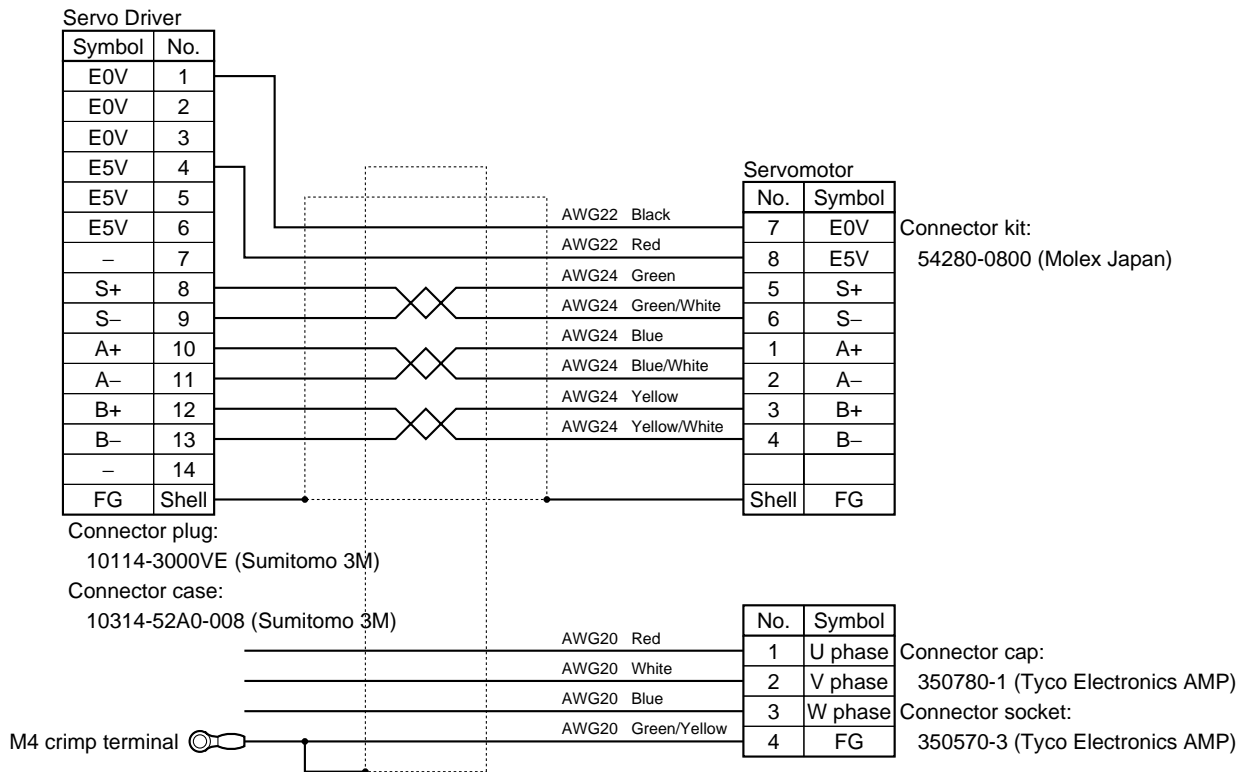 Servo Driver
Symbol No.
E0V 1
E0V 2
E0V 3
E5V 4
E5V 5
E5V 6
– 7
S+ 8
S– 9
A+ 10
A– 11
B+ 12
B– 13
– 14
FG Shell
Connector plug:
10114-3000VE (Sumitomo 3M)
Connector case:
10314-52A0-008 (Sumitomo 3M)
AWG22 Black
AWG22 Red
AWG24 Green
AWG24 Green/White
AWG24 Blue
AWG24 Blue/White
AWG24 Yellow
AWG24 Yellow/White
Servomotor
No. Symbol
7 E0V
8 E5V
5 S+
6 S–
1 A+
2 A–
3 B+
4 B–
Shell FG
Connector kit:
54280-0800 (Molex Japan)
AWG20 Red
AWG20 White
AWG20 Blue
AWG20 Green/Yellow
M4 crimp terminal
No. Symbol
1 U phase
2 V phase
3 W phase
4 FG
Connector cap:
350780-1 (Tyco Electronics AMP)
Connector socket:
350570-3 (Tyco Electronics AMP)